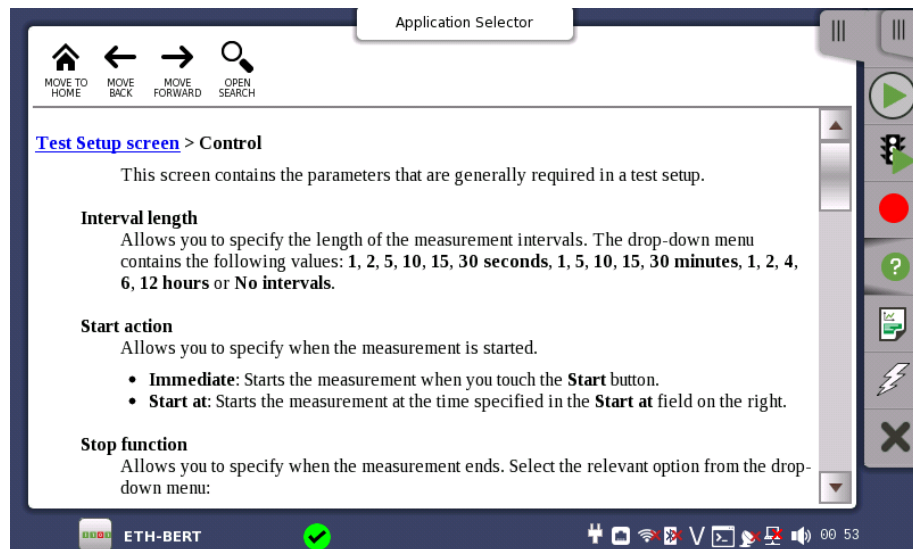 Application Selector
MOVE TO
HOME
MOVE
BACK
MOVE
FORWARD
OPEN
SEARCH
Test Setup screen > Control
This screen contains the parameters that are generally required in a test setup.
Interval length
Allows you to specify the length of the measurement intervals. The drop-down menu
contains the following values: 1, 2, 5, 10, 15, 30 seconds, 1, 5, 10, 15, 30 minutes, 1, 2, 4,
6, 12 hours or No intervals.
Start action
Allows you to specify when the measurement is started.
• Immediate: Starts the measurement when you touch the Start button.
• Start at: Starts the measurement at the time specified in the Start at field on the right.
Stop function
Allows you to specify when the measurement ends. Select the relevant option from the drop-
down menu:
ETH-BERT
00 53